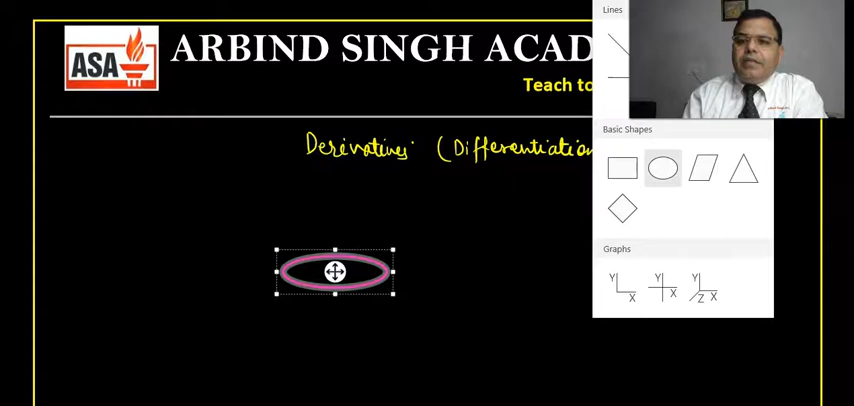 ASA
ARBIND SINGH ACAD
Teach to
Derivatives (Differentiation
Lines
Basic Shapes
Graphs
Y
X
Y
X
Y
Z
X